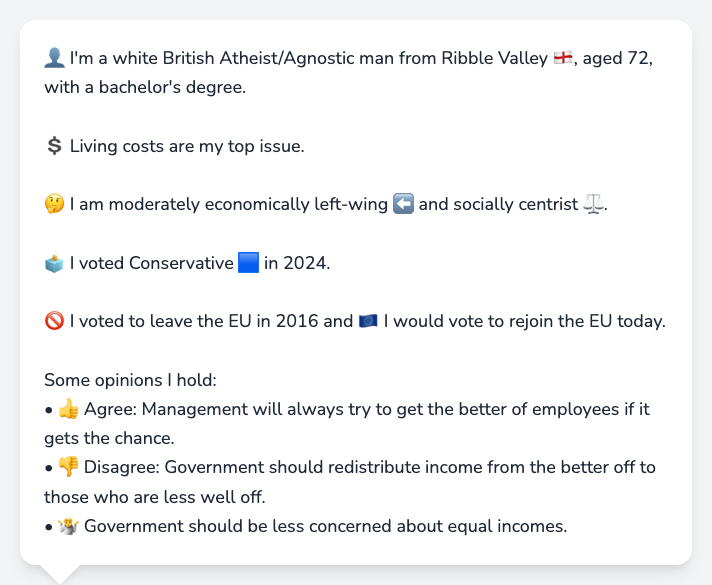 👤 I'm a white British Atheist/Agnostic man from Ribble Valley 🏴󠁧󠁢󠁥󠁮󠁧󠁿, aged 72,
with a bachelor's degree.
💲 Living costs are my top issue.
🤔 I am moderately economically left-wing ⬅️ and socially centrist ⚖️.
🗳️ I voted Conservative 🟦 in 2024.
🚫 I voted to leave the EU in 2016 and 🇪🇺 I would vote to rejoin the EU today.
Some opinions I hold:
• 👍 Agree: Management will always try to get the better of employees if it
gets the chance.
• 👎 Disagree: Government should redistribute income from the better off to
those who are less well off.
• 🤷 Government should be less concerned about equal incomes.